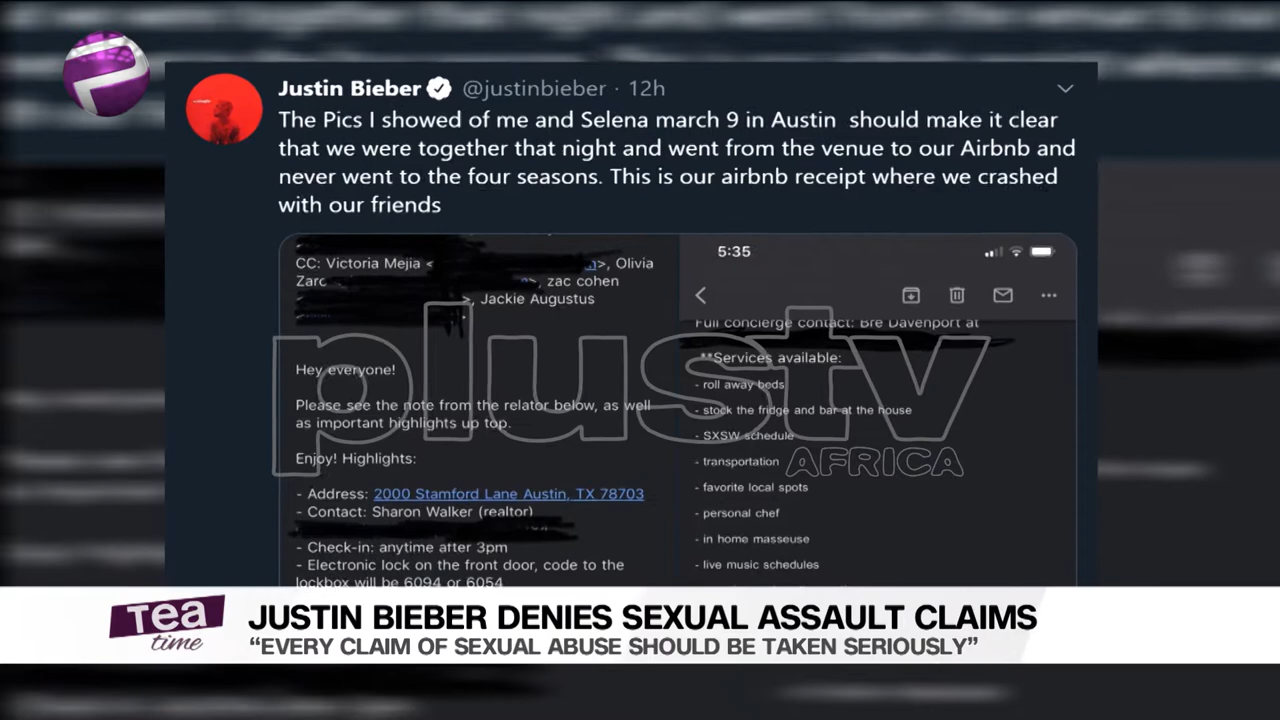 Justin Bieber @justinbieber · 12h
The Pics I showed of me and Selena march 9 in Austin should make it clear
that we were together that night and went from the venue to our Airbnb and
never went to the four seasons. This is our airbnb receipt where we crashed
with our friends
CC: Victoria Mejia < >, Olivia
Zarc >, zac cohen
>, Jackie Augustus
Hey everyone!
Please see the note from the relator below, as well
as important highlights up top.
Enjoy! Highlights:
- Address: 2000 Stamford Lane Austin, TX 78703
- Contact: Sharon Walker (realtor)
- Check-in: anytime after 3pm
- Electronic lock on the front door, code to the
lockbox will be 6094 or 6054
5:35
Full concierge contact: Bre Davenport at
**Services available:
- roll away beds
- stock the fridge and bar at the house
- SXSW schedule
- transportation
- favorite local spots
- personal chef
- in home masseuse
- live music schedules
plustv
AFRICA
Tea
time
JUSTIN BIEBER DENIES SEXUAL ASSAULT CLAIMS
“EVERY CLAIM OF SEXUAL ABUSE SHOULD BE TAKEN SERIOUSLY”